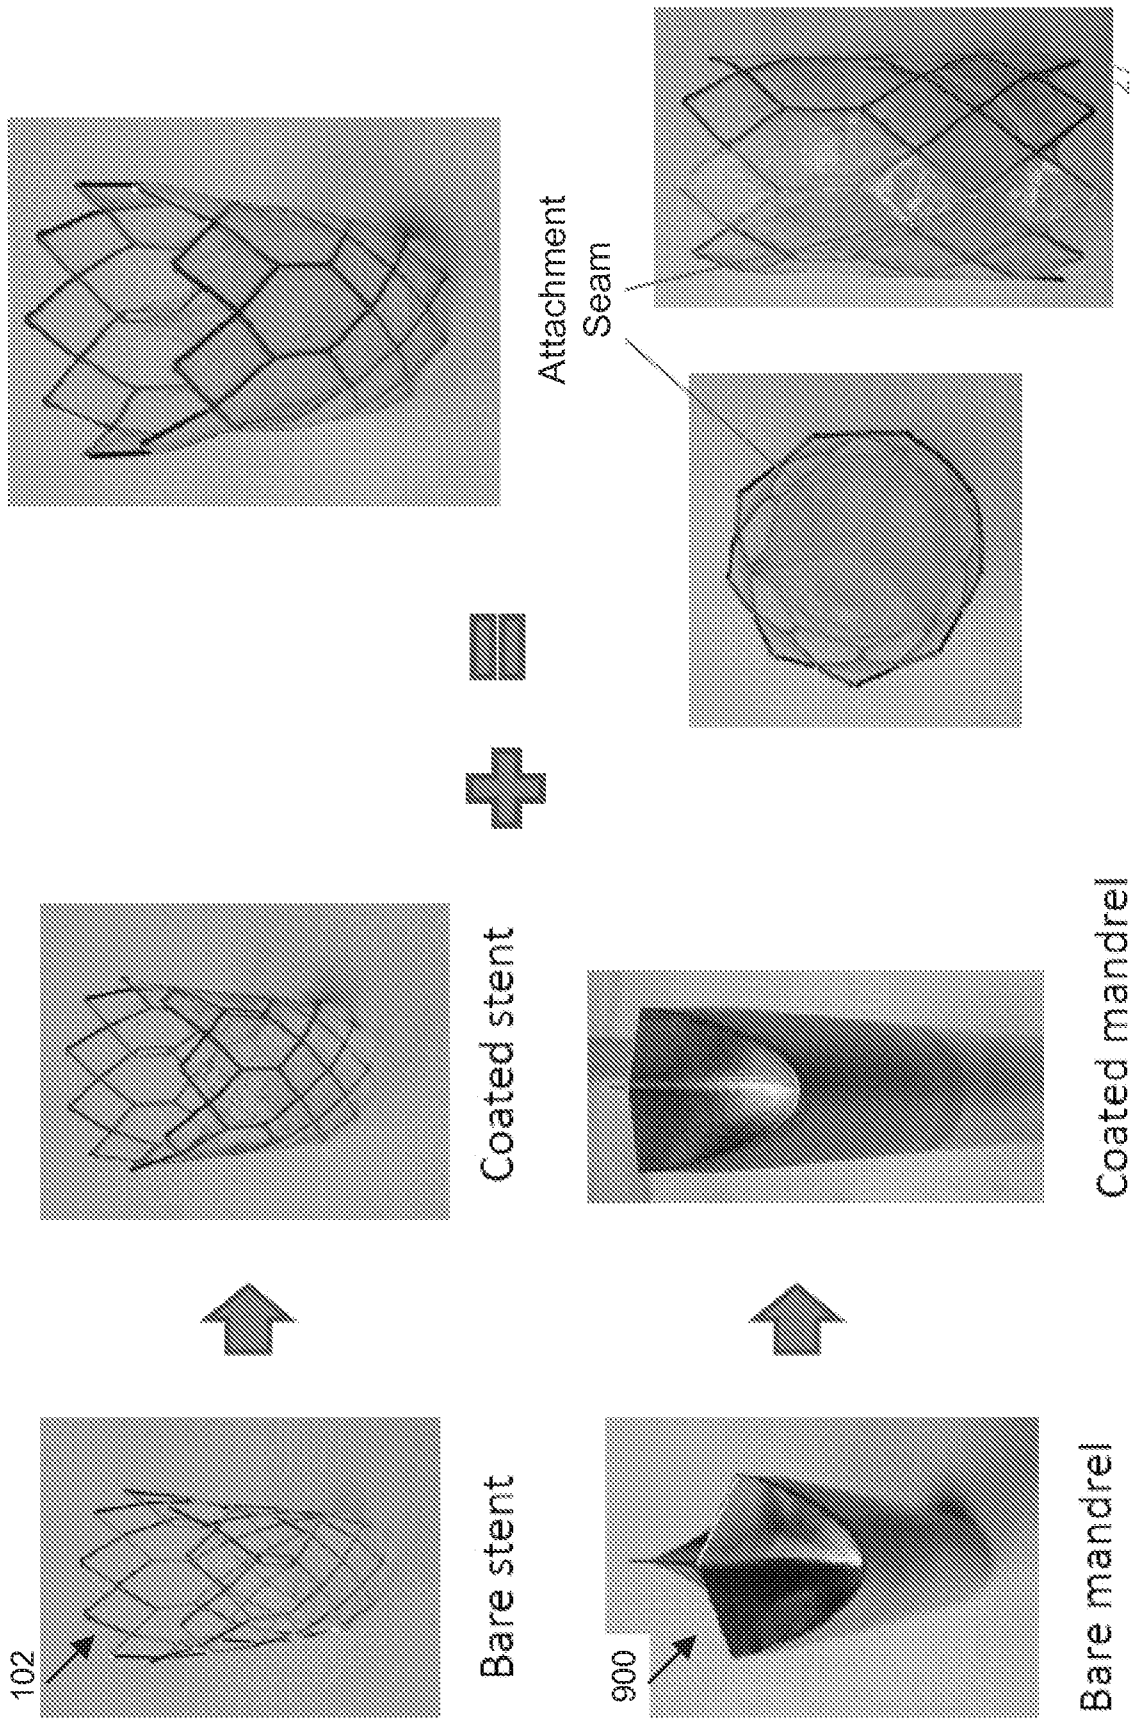 102
Bare stent
Coated stent
900
Bare mandrel
Coated mandrel
Attachment
Seam